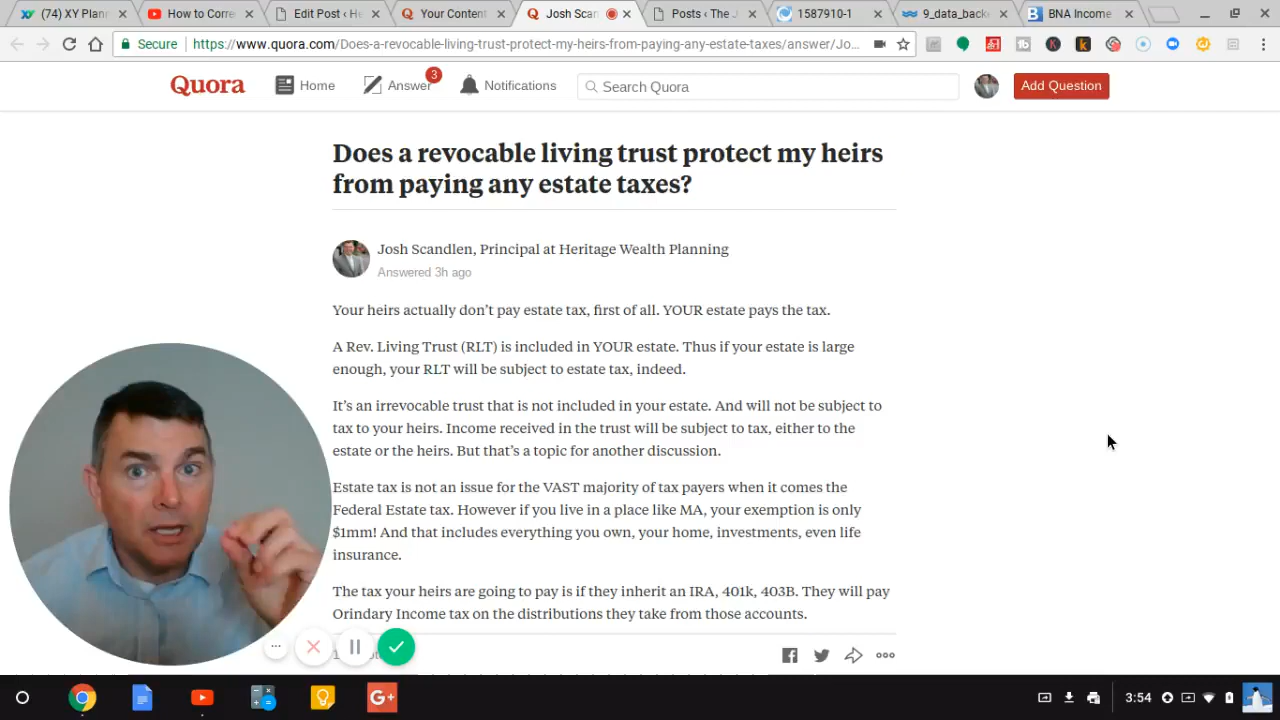 (74) XY Plann
How to Corre
Edit Post ‹ H
Your Content
Josh Scan
Posts ‹ The J
1587910-1
9_data_back
BNA Income
Secure
https://www.quora.com/Does-a-revocable-living-trust-protect-my-heirs-from-paying-any-estate-taxes/answer/Jo...
Quora
Home
Answer
3
Notifications
Search Quora
Add Question
Does a revocable living trust protect my heirs
from paying any estate taxes?
Josh Scandlen, Principal at Heritage Wealth Planning
Answered 3h ago
Your heirs actually don’t pay estate tax, first of all. YOUR estate pays the tax.
A Rev. Living Trust (RLT) is included in YOUR estate. Thus if your estate is large
enough, your RLT will be subject to estate tax, indeed.
It’s an irrevocable trust that is not included in your estate. And will not be subject to
tax to your heirs. Income received in the trust will be subject to tax, either to the
estate or the heirs. But that’s a topic for another discussion.
Estate tax is not an issue for the VAST majority of tax payers when it comes the
Federal Estate tax. However if you live in a place like MA, your exemption is only
$1mm! And that includes everything you own, your home, investments, even life
insurance.
The tax your heirs are going to pay is if they inherit an IRA, 401k, 403B. They will pay
Orindary Income tax on the distributions they take from those accounts.
3:54